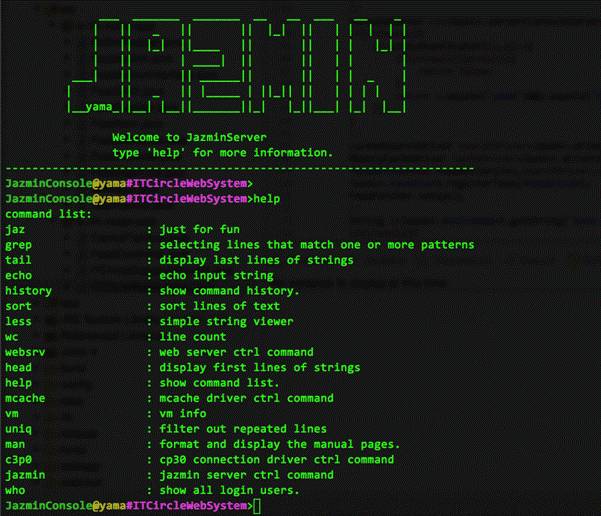 JAZMIN
yama
Welcome to JazminServer
type 'help' for more information.
-----------------------------------------------------------------------
JazminConsole@yama#ITCircleWebSystem>
JazminConsole@yama#ITCircleWebSystem>help
command list:
jaz : just for fun
grep : selecting lines that match one or more patterns
tail : display last lines of strings
echo : echo input string
history : show command history.
sort : sort lines of text
less : simple string viewer
wc : line count
websrv : web server ctrl command
head : display first lines of strings
help : show command list.
mcache : mcache driver ctrl command
vm : vm info
uniq : filter out repeated lines
man : format and display the manual pages.
c3p0 : cp30 connection driver ctrl command
jazmin : jazmin server ctrl command
who : show all login users.
JazminConsole@yama#ITCircleWebSystem>